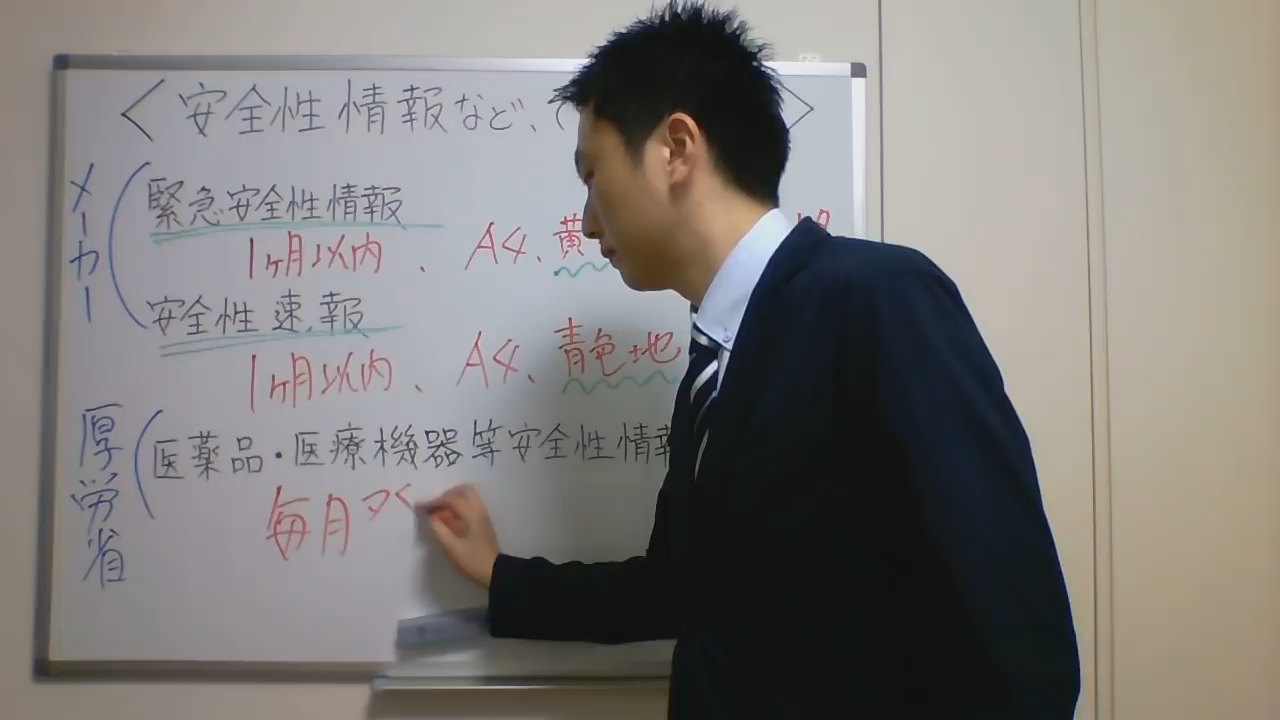 <安全性情報など、 >
メーカー
緊急安全性情報
1ヶ月以内、A4、黄
安全性速報
1ヶ月以内、A4、青色地
厚労省
医薬品・医療機器等安全性情報
毎月